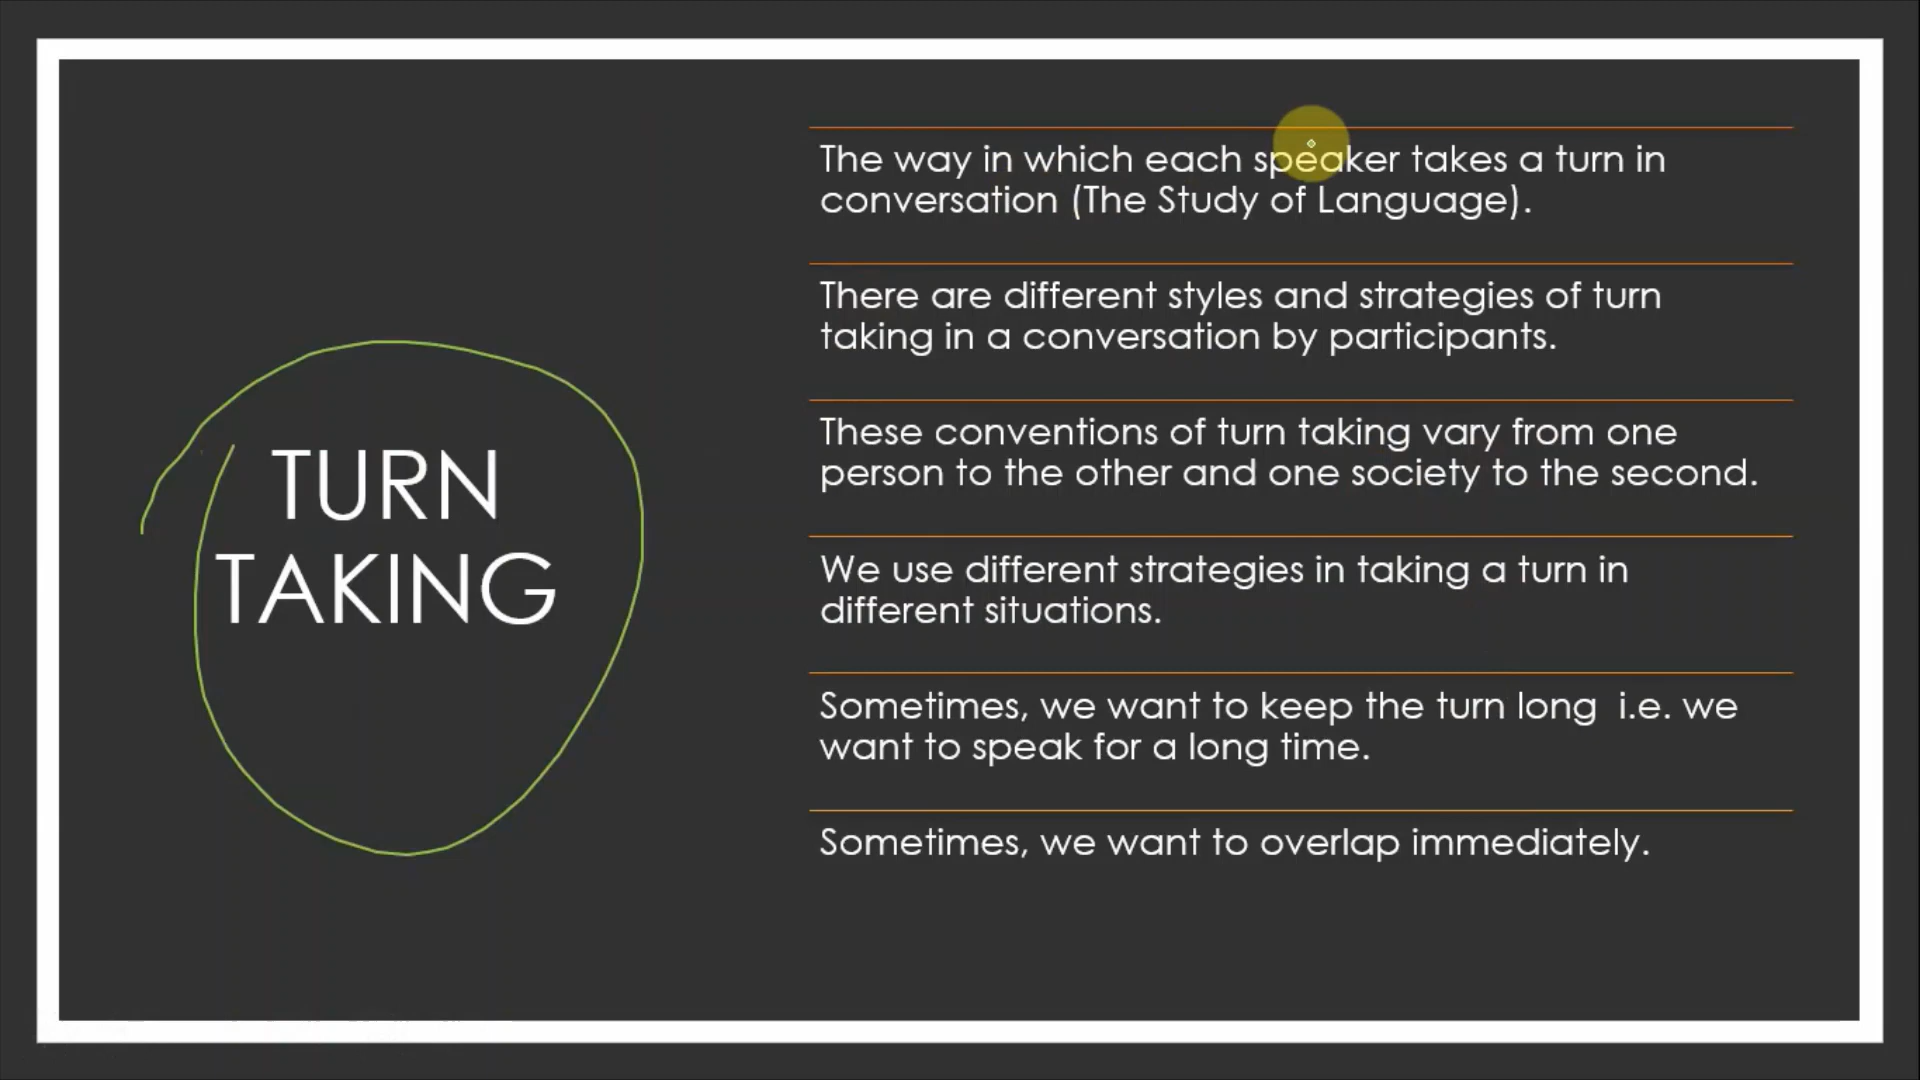 TURN
TAKING
The way in which each speaker takes a turn in
conversation (The Study of Language).
There are different styles and strategies of turn
taking in a conversation by participants.
These conventions of turn taking vary from one
person to the other and one society to the second.
We use different strategies in taking a turn in
different situations.
Sometimes, we want to keep the turn long  i.e. we
want to speak for a long time.
Sometimes, we want to overlap immediately.